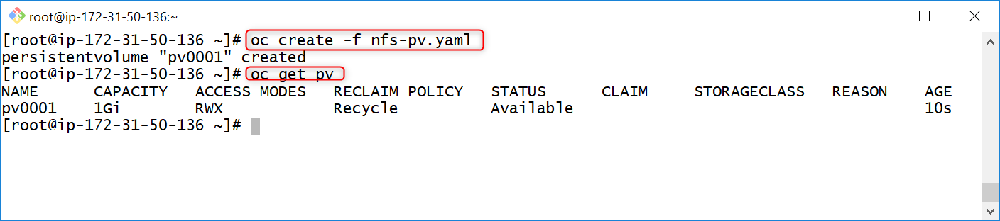 root@ip-172-31-50-136:~
[root@ip-172-31-50-136 ~]# oc create -f nfs-pv.yaml
persistentvolume "pv0001" created
[root@ip-172-31-50-136 ~]# oc get pv
NAME      CAPACITY   ACCESS MODES   RECLAIM POLICY   STATUS      CLAIM     STORAGECLASS   REASON    AGE
pv0001    1Gi        RWX            Recycle          Available                                      10s
[root@ip-172-31-50-136 ~]#